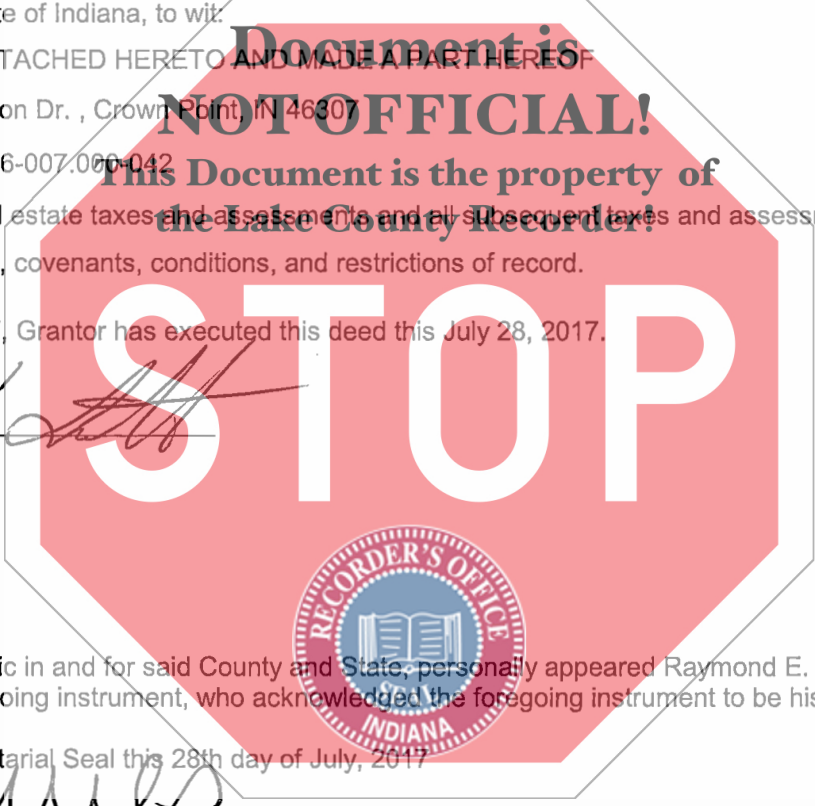 e of Indiana, to wit:
Document is
TACHED HERETO AND MADE A PART HEREOF
on Dr. , Crown Point, IN 46307
NOT OFFICIAL!
6-007.000-042
This Document is the property of
estate taxes and assessments and all subsequent taxes and assess
the Lake County Recorder!
, covenants, conditions, and restrictions of record.
, Grantor has executed this deed this July 28, 2017.
STOP
RECORDER'S OFFICE
ic in and for said County and State, personally appeared Raymond E.
oing instrument, who acknowledged the foregoing instrument to be his
Seal
INDIANA
tarial Seal this 28th day of July, 2017